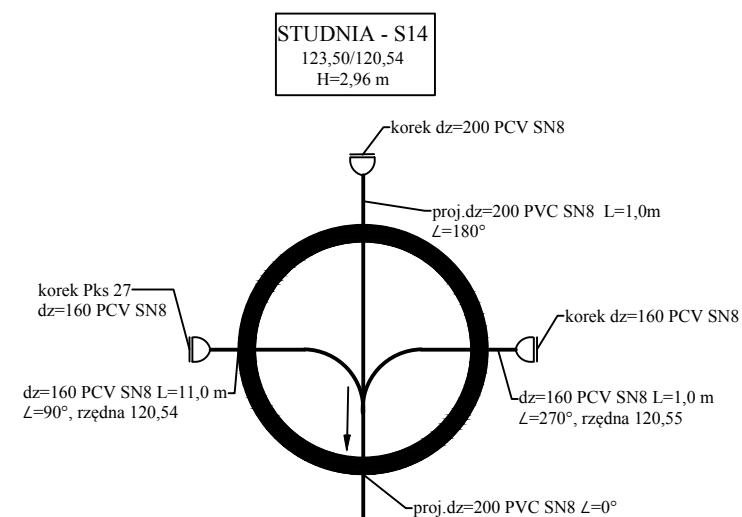 STUDNIA - S14
123,50/120,54
H=2,96 m
korek dz=200 PCV SN8
proj.dz=200 PVC SN8 L=1,0m
∠=180°
korek Pks 27
dz=160 PCV SN8
korek dz=160 PCV SN8
dz=160 PCV SN8 L=11,0 m
∠=90°, rzędna 120,54
dz=160 PCV SN8 L=1,0 m
∠=270°, rzędna 120,55
proj.dz=200 PVC SN8 ∠=0°